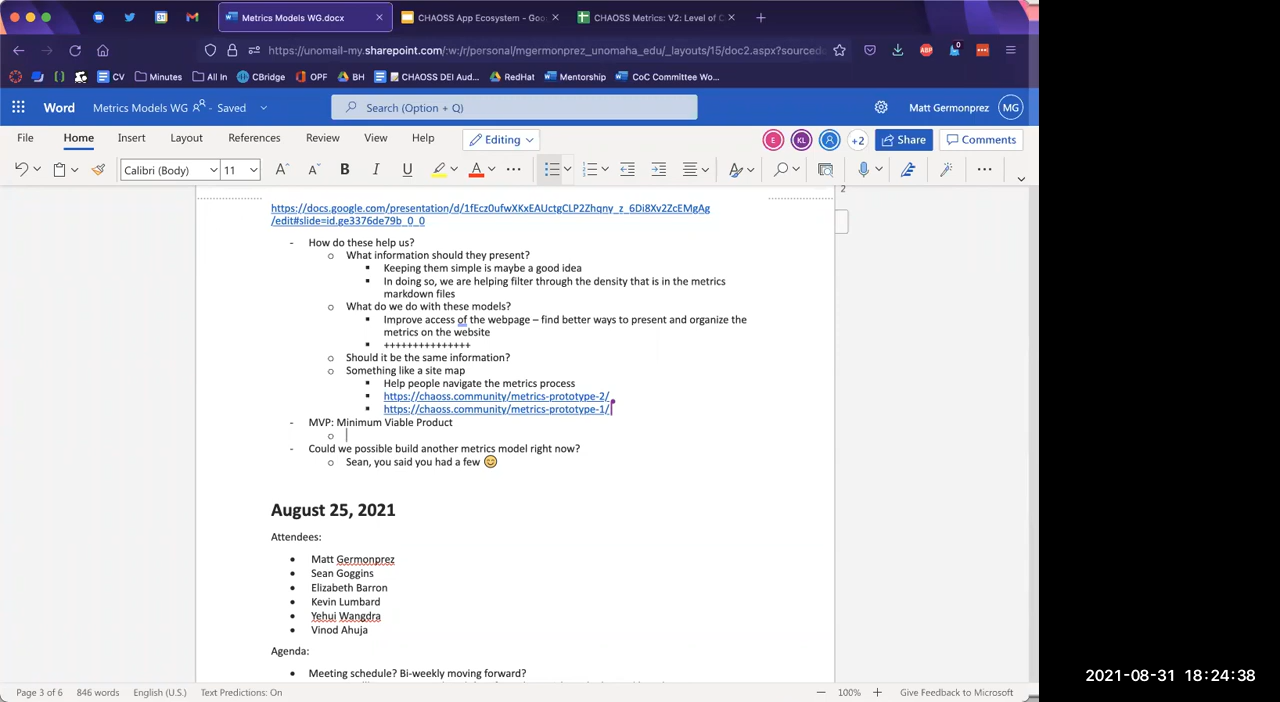 Metrics Models WG.docx
CHAOSS App Ecosystem - Goo
CHAOSS Metrics: V2: Level of C
https://unomail-my.sharepoint.com/:w:/r/personal/mgermonprez_unomaha_edu/_layouts/15/doc2.aspx?sourced
CV
Minutes
All In
CBridge
OPF
BH
CHAOSS DEI Aud...
RedHat
Mentorship
CoC Committee Wo...
Word
Metrics Models WG
- Saved
Search (Option + Q)
Matt Germonprez
MG
File
Home
Insert
Layout
References
Review
View
Help
Editing
E
KL
+2
Share
Comments
Calibri (Body)
11
2
https://docs.google.com/presentation/d/1fEcz0ufwXKxEAUctgCLP2Zhqny_z_6Di8Xv2ZcEMgAg
/edit#slide=id.ge3376de79b_0_0
- How do these help us?
o What information should they present?
▪ Keeping them simple is maybe a good idea
▪ In doing so, we are helping filter through the density that is in the metrics
markdown files
o What do we do with these models?
▪ Improve access of the webpage – find better ways to present and organize the
metrics on the website
▪ +++++++++++++++
o Should it be the same information?
o Something like a site map
▪ Help people navigate the metrics process
▪ https://chaoss.community/metrics-prototype-2/
▪ https://chaoss.community/metrics-prototype-1/
- MVP: Minimum Viable Product
o
- Could we possible build another metrics model right now?
o Sean, you said you had a few 😊
August 25, 2021
Attendees:
• Matt Germonprez
• Sean Goggins
• Elizabeth Barron
• Kevin Lumbard
• Yehui Wangdra
• Vinod Ahuja
Agenda:
• Meeting schedule? Bi-weekly moving forward?
Page 3 of 6
846 words
English (U.S.)
Text Predictions: On
100%
Give Feedback to Microsoft
2021-08-31 18:24:38